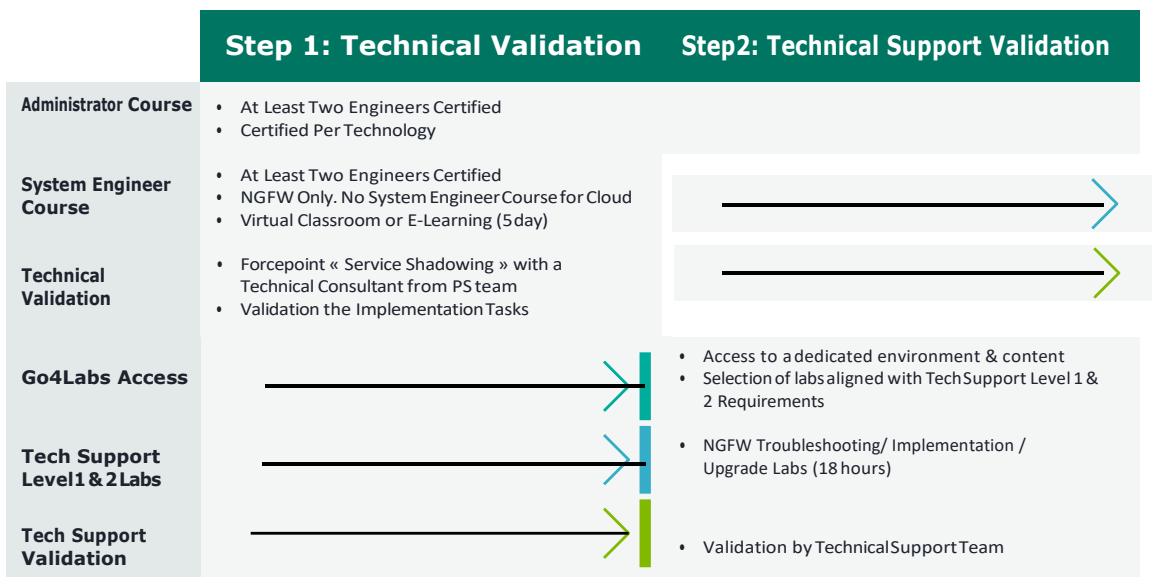 Step 1: Technical Validation
Step2: Technical Support Validation
Administrator Course
• At Least Two Engineers Certified
• Certified Per Technology
System Engineer
Course
• At Least Two Engineers Certified
• NGFW Only. No System Engineer Course for Cloud
• Virtual Classroom or E-Learning (5 day)
Technical
Validation
• Forcepoint « Service Shadowing » with a
Technical Consultant from PS team
• Validation the Implementation Tasks
Go4Labs Access
• Access to a dedicated environment & content
• Selection of labs aligned with Tech Support Level 1 &
2 Requirements
Tech Support
Level1 & 2 Labs
• NGFW Troubleshooting/ Implementation /
Upgrade Labs (18 hours)
Tech Support
Validation
• Validation by Technical Support Team